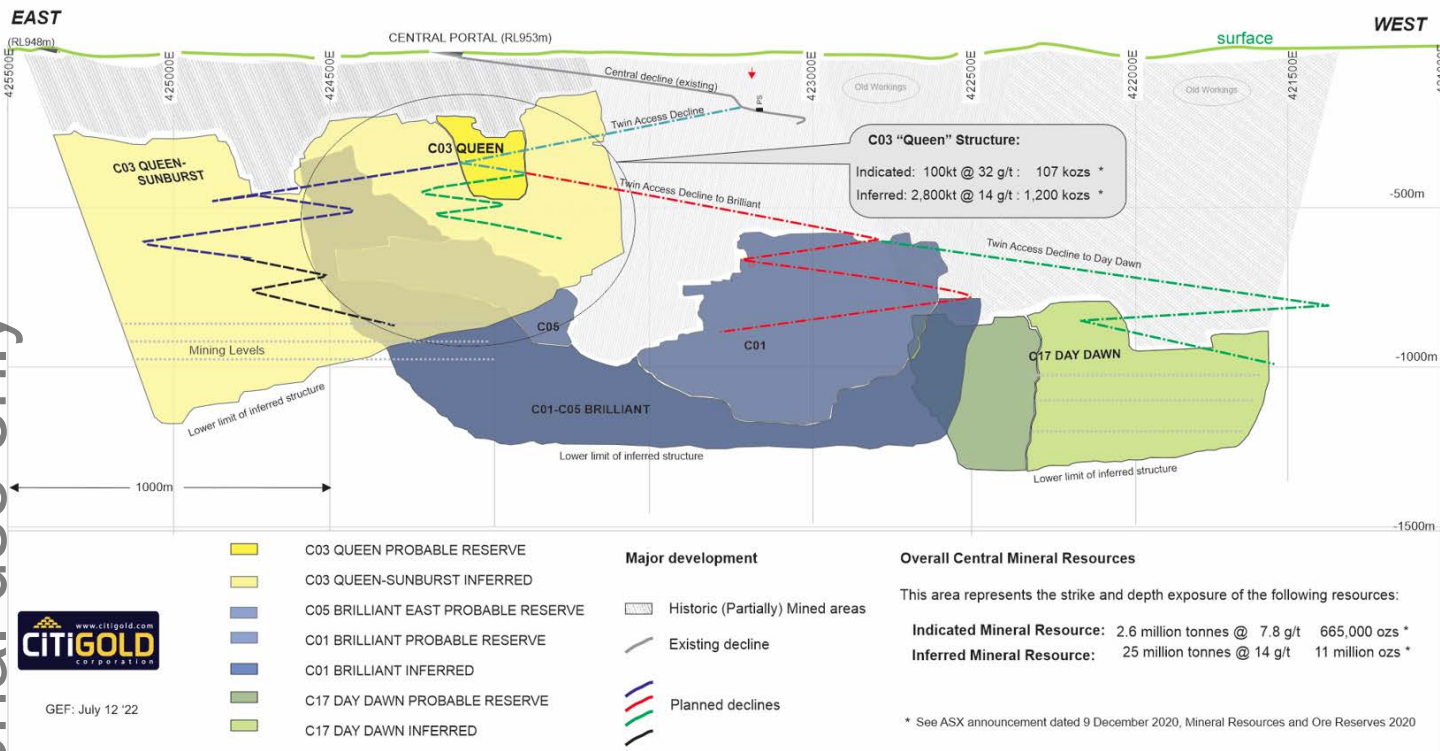 EAST
WEST
(RL948m)
CENTRAL PORTAL (RL953m)
surface
425500E
425000E
424500E
423000E
422500E
422000E
421500E
Central decline (existing)
PS
Old Workings
Old Workings
Twin Access Decline
C03 QUEEN
C03 QUEEN-
SUNBURST
C03 “Queen” Structure:
Indicated: 100kt @ 32 g/t : 107 kozs *
Inferred: 2,800kt @ 14 g/t : 1,200 kozs *
Twin Access Decline to Brilliant
-500m
Twin Access Decline to Day Dawn
C05
C01
C17 DAY DAWN
Mining Levels
-1000m
C01-C05 BRILLIANT
Lower limit of inferred structure
Lower limit of inferred structure
Lower limit of inferred structure
1000m
-1500m
C03 QUEEN PROBABLE RESERVE
C03 QUEEN-SUNBURST INFERRED
C05 BRILLIANT EAST PROBABLE RESERVE
C01 BRILLIANT PROBABLE RESERVE
C01 BRILLIANT INFERRED
C17 DAY DAWN PROBABLE RESERVE
C17 DAY DAWN INFERRED
Major development
Historic (Partially) Mined areas
Existing decline
Planned declines
Overall Central Mineral Resources
This area represents the strike and depth exposure of the following resources:
Indicated Mineral Resource: 2.6 million tonnes @ 7.8 g/t 665,000 ozs *
Inferred Mineral Resource: 25 million tonnes @ 14 g/t 11 million ozs *
* See ASX announcement dated 9 December 2020, Mineral Resources and Ore Reserves 2020
www.citigold.com
CITIGOLD
corporation
GEF: July 12 '22